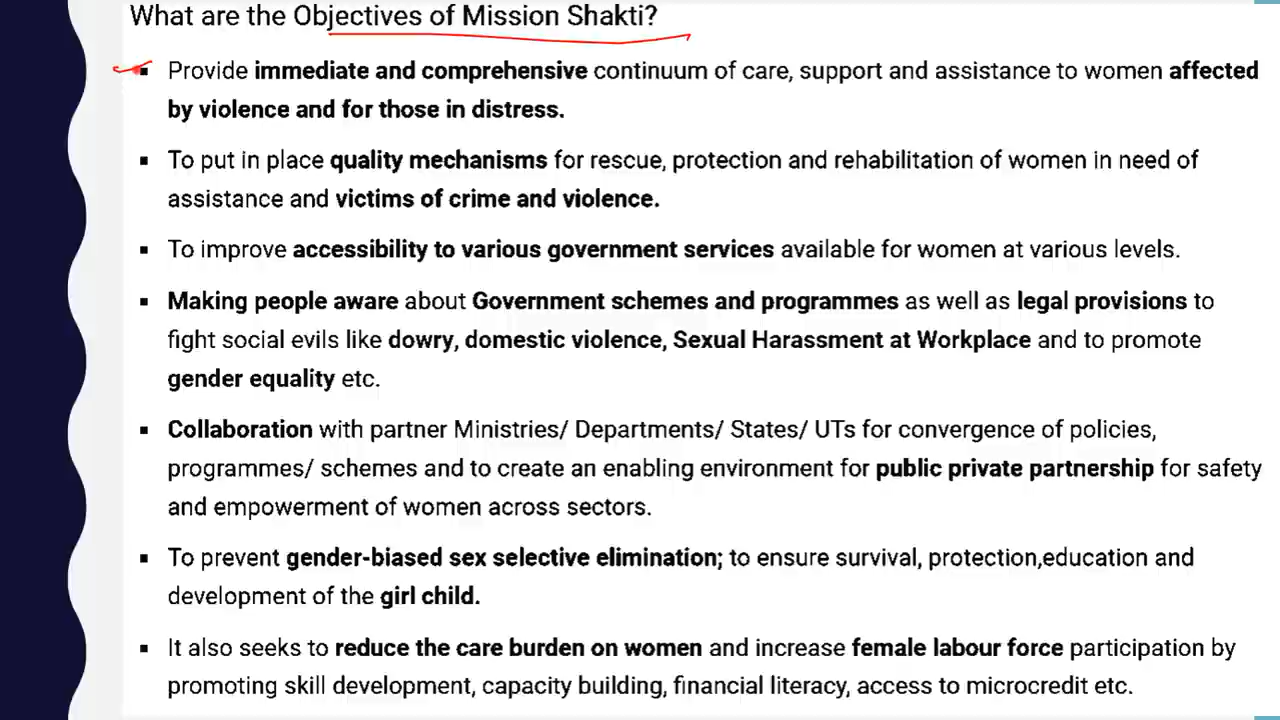 What are the Objectives of Mission Shakti?
▪ Provide immediate and comprehensive continuum of care, support and assistance to women affected
by violence and for those in distress.
▪ To put in place quality mechanisms for rescue, protection and rehabilitation of women in need of
assistance and victims of crime and violence.
▪ To improve accessibility to various government services available for women at various levels.
▪ Making people aware about Government schemes and programmes as well as legal provisions to
fight social evils like dowry, domestic violence, Sexual Harassment at Workplace and to promote
gender equality etc.
▪ Collaboration with partner Ministries/ Departments/ States/ UTs for convergence of policies,
programmes/ schemes and to create an enabling environment for public private partnership for safety
and empowerment of women across sectors.
▪ To prevent gender-biased sex selective elimination; to ensure survival, protection,education and
development of the girl child.
▪ It also seeks to reduce the care burden on women and increase female labour force participation by
promoting skill development, capacity building, financial literacy, access to microcredit etc.